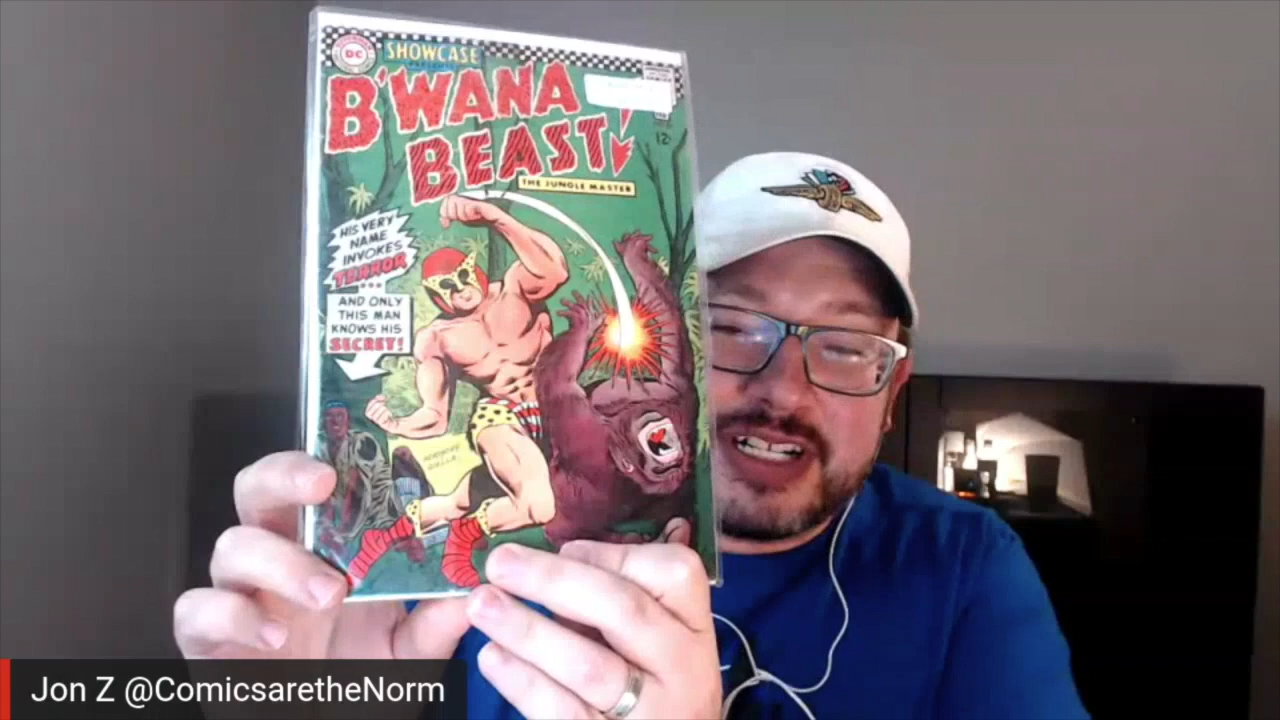 DC
SHOWCASE
PRESENTS
B'WANA
BEAST!
THE JUNGLE MASTER
12¢
HIS VERY
NAME
INVOKES
TERROR
...
AND ONLY
THIS MAN
KNOWS HIS
SECRET!
Jon Z @ComicsaretheNorm